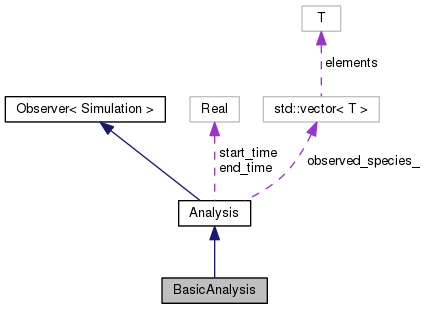 T
elements
Observer< Simulation >
Real
std::vector< T >
start_time
end_time
observed_species_
Analysis
BasicAnalysis